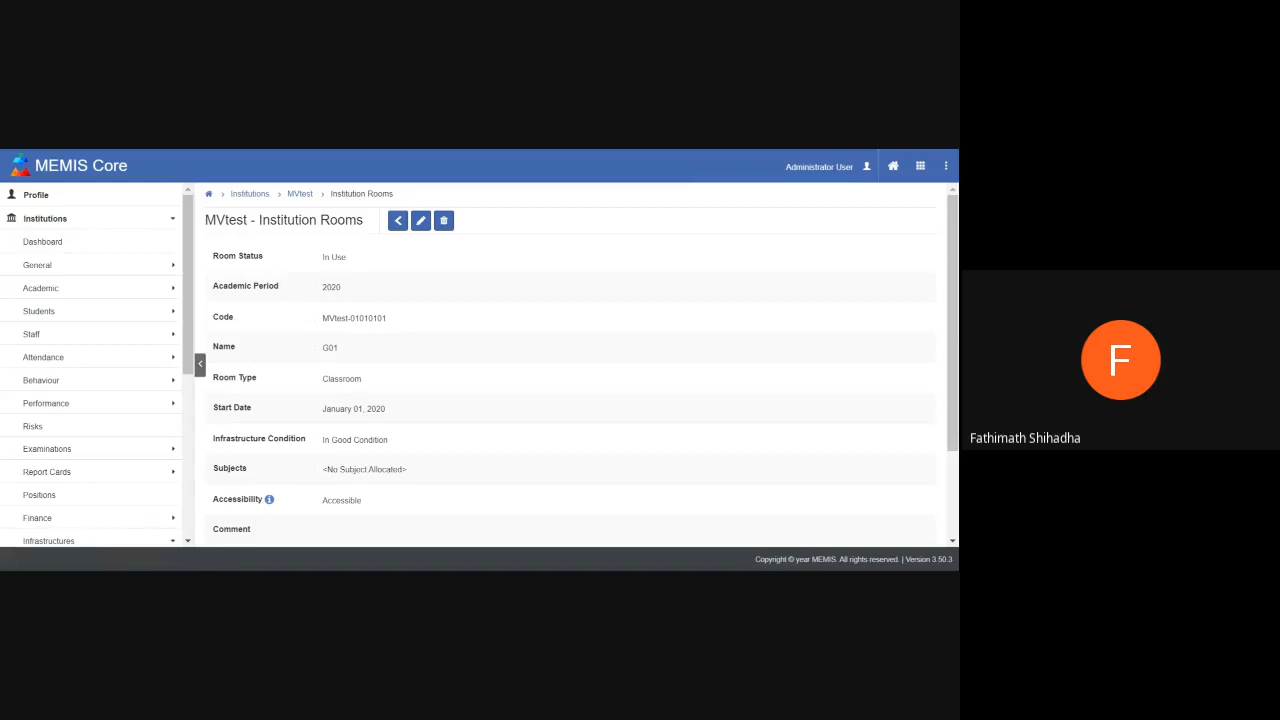 MEMIS Core
Administrator User
Profile
Institutions
Dashboard
General
Academic
Students
Staff
Attendance
Behaviour
Performance
Risks
Examinations
Report Cards
Positions
Finance
Infrastructures
Institutions MVtest Institution Rooms
MVtest - Institution Rooms
Room Status In Use
Academic Period 2020
Code MVtest-01010101
Name G01
Room Type Classroom
Start Date January 01, 2020
Infrastructure Condition In Good Condition
Subjects <No Subject Allocated>
Accessibility Accessible
Comment
Copyright © year MEMIS. All rights reserved. | Version 3.50.3
F
Fathimath Shihadha